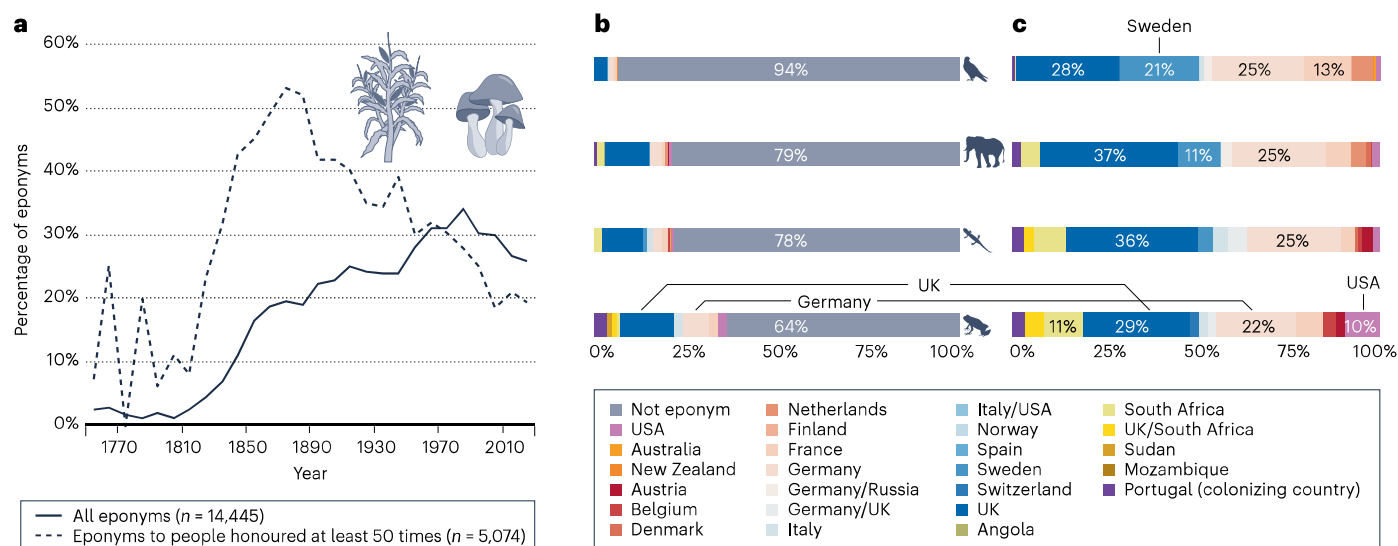 a
60%
50%
40%
30%
20%
10%
0%
Percentage of eponyms
1770 1810 1850 1890 1930 1970 2010
Year
All eponyms (n = 14,445)
Eponyms to people honoured at least 50 times (n = 5,074)
b
94%
79%
78%
64%
0% 25% 50% 75% 100%
c
Sweden
28% 21% 25% 13%
37% 11% 25%
36% 25%
UK
Germany
USA
11% 29% 22% 10%
0% 25% 50% 75% 100%
Not eponym
USA
Australia
New Zealand
Austria
Belgium
Denmark
Netherlands
Finland
France
Germany
Germany/Russia
Germany/UK
Italy
Italy/USA
Norway
Spain
Sweden
Switzerland
UK
Angola
South Africa
UK/South Africa
Sudan
Mozambique
Portugal (colonizing country)